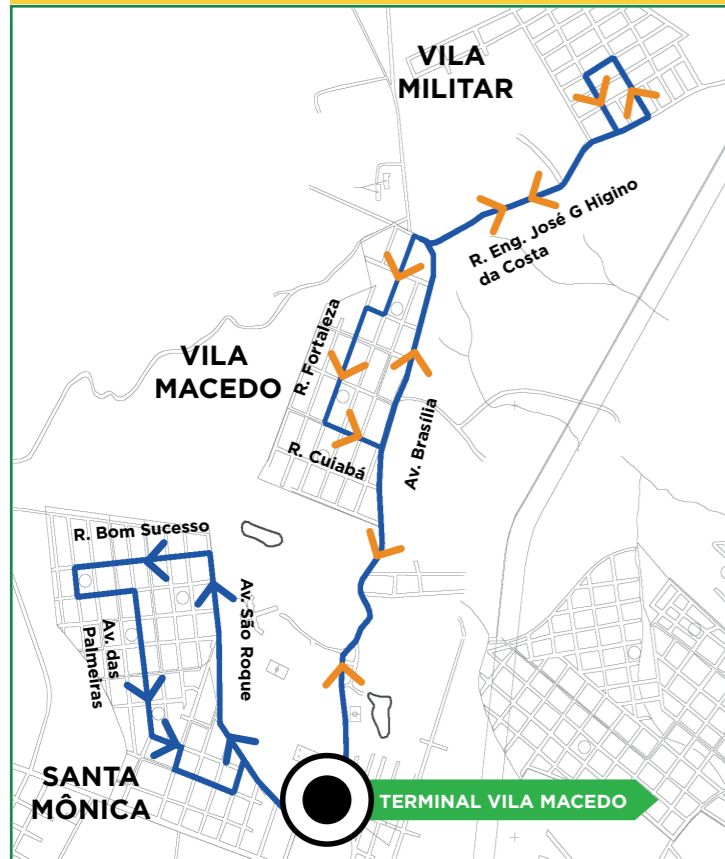 VILA
MILITAR
R. Eng. José G Higino
da Costa
R. Fortaleza
VILA
MACEDO
Av. Brasília
R. Cuiabá
R. Bom Sucesso
Av. São Roque
Av. das
Palmeiras
SANTA
MÔNICA
TERMINAL VILA MACEDO